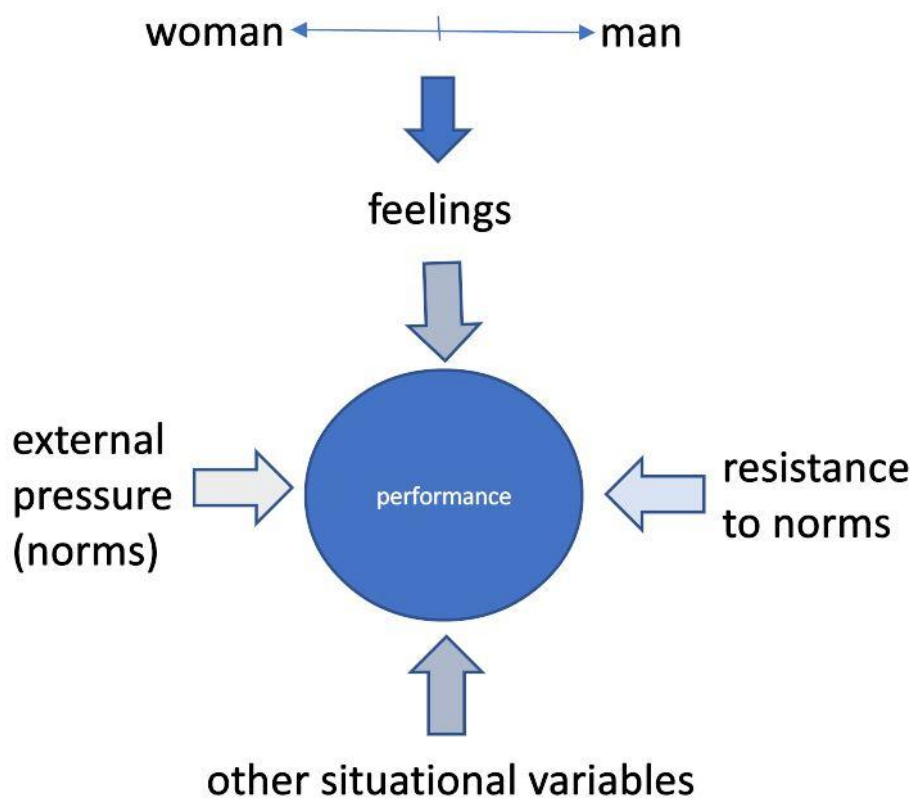 woman man
feelings
external
pressure
(norms)
performance
resistance
to norms
other situational variables